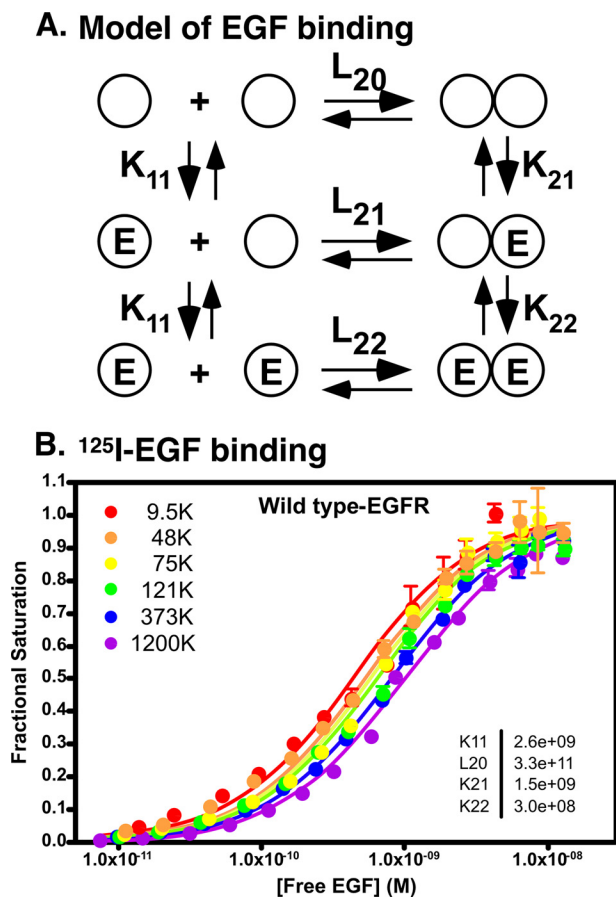 A. Model of EGF binding
+ L20
K11 K21
E + L21 E
K11 K22
E + E L22 E E
B. ¹²⁵I-EGF binding
Wild type-EGFR
9.5K
48K
75K
121K
373K
1200K
Fractional Saturation
1.1
1.0
0.9
0.8
0.7
0.6
0.5
0.4
0.3
0.2
0.1
0.0
K11 2.6e+09
L20 3.3e+11
K21 1.5e+09
K22 3.0e+08
1.0x10⁻¹¹ 1.0x10⁻¹⁰ 1.0x10⁻⁰⁹ 1.0x10⁻⁰⁸
[Free EGF] (M)